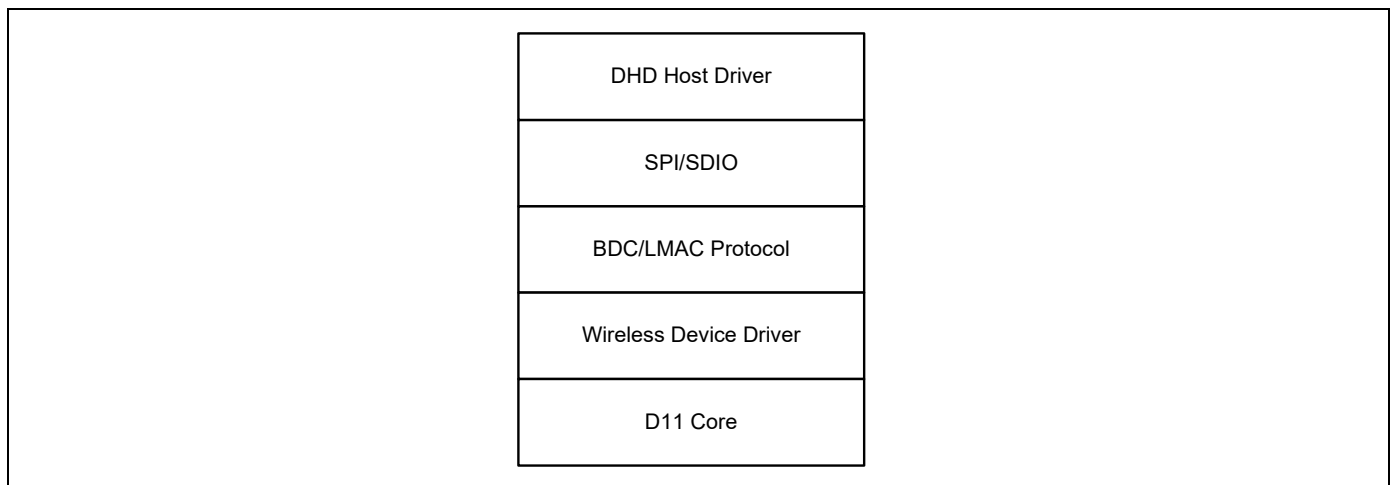 DHD Host Driver
SPI/SDIO
BDC/LMAC Protocol
Wireless Device Driver
D11 Core